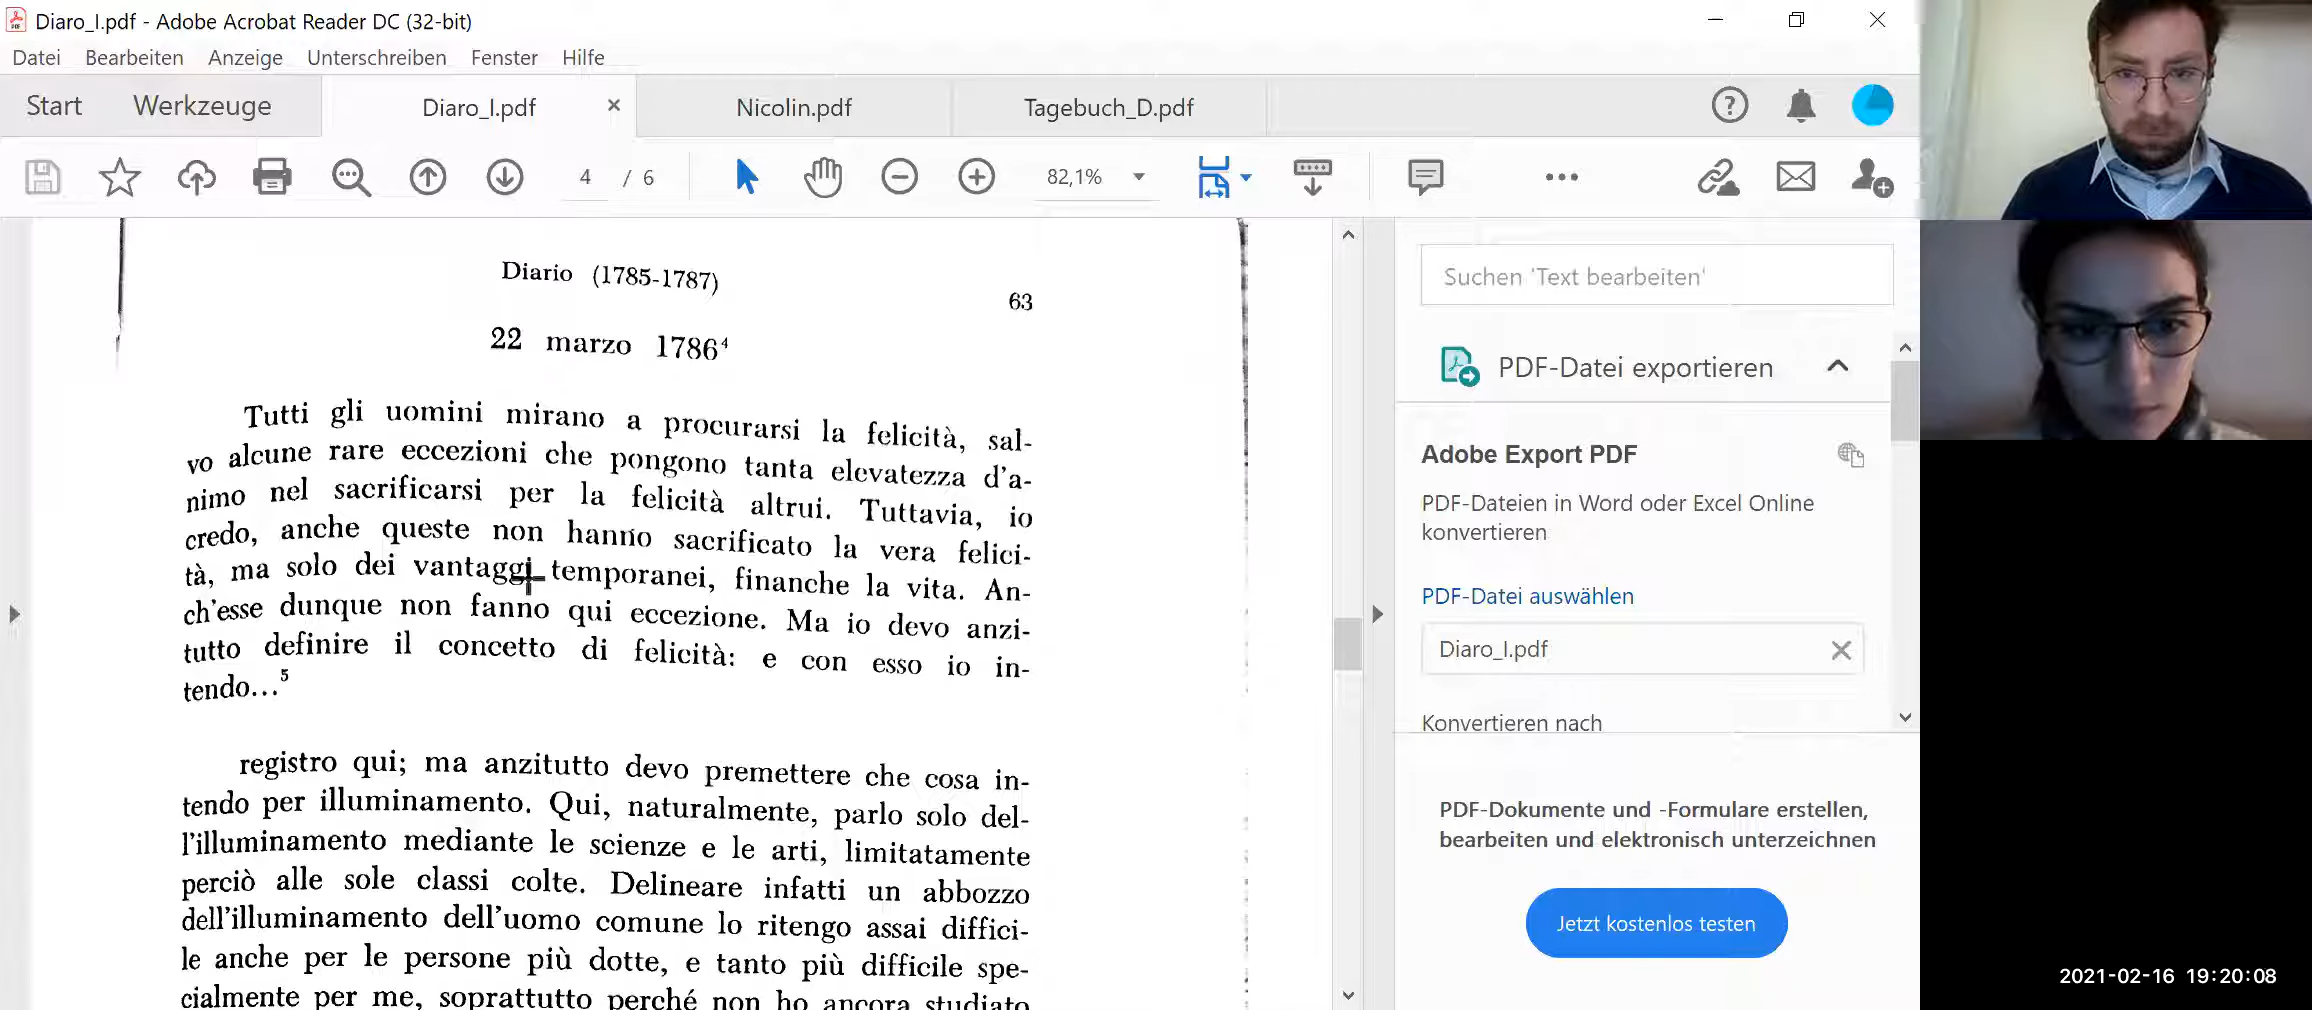 Diaro_I.pdf - Adobe Acrobat Reader DC (32-bit)
Datei Bearbeiten Anzeige Unterschreiben Fenster Hilfe
Start Werkzeuge Diaro_I.pdf Nicolin.pdf Tagebuch_D.pdf
4 / 6 82,1%
Diario (1785-1787)
63
22 marzo 1786⁴
Tutti gli uomini mirano a procurarsi la felicità, sal-
vo alcune rare eccezioni che pongono tanta elevatezza d'a-
nimo nel sacrificarsi per la felicità altrui. Tuttavia, io
credo, anche queste non hanno sacrificato la vera felici-
tà, ma solo dei vantaggi temporanei, finanche la vita. An-
ch'esse dunque non fanno qui eccezione. Ma io devo anzi-
tutto definire il concetto di felicità: e con esso io in-
tendo...⁵
registro qui; ma anzitutto devo premettere che cosa in-
tendo per illuminamento. Qui, naturalmente, parlo solo del-
l'illuminamento mediante le scienze e le arti, limitatamente
perciò alle sole classi colte. Delineare infatti un abbozzo
dell'illuminamento dell'uomo comune lo ritengo assai diffici-
le anche per le persone più dotte, e tanto più difficile spe-
cialmente per me, soprattutto perché non ho ancora studiato
Suchen 'Text bearbeiten'
PDF-Datei exportieren
Adobe Export PDF
PDF-Dateien in Word oder Excel Online
konvertieren
PDF-Datei auswählen
Diaro_I.pdf
Konvertieren nach
PDF-Dokumente und -Formulare erstellen,
bearbeiten und elektronisch unterzeichnen
Jetzt kostenlos testen
2021-02-16 19:20:08